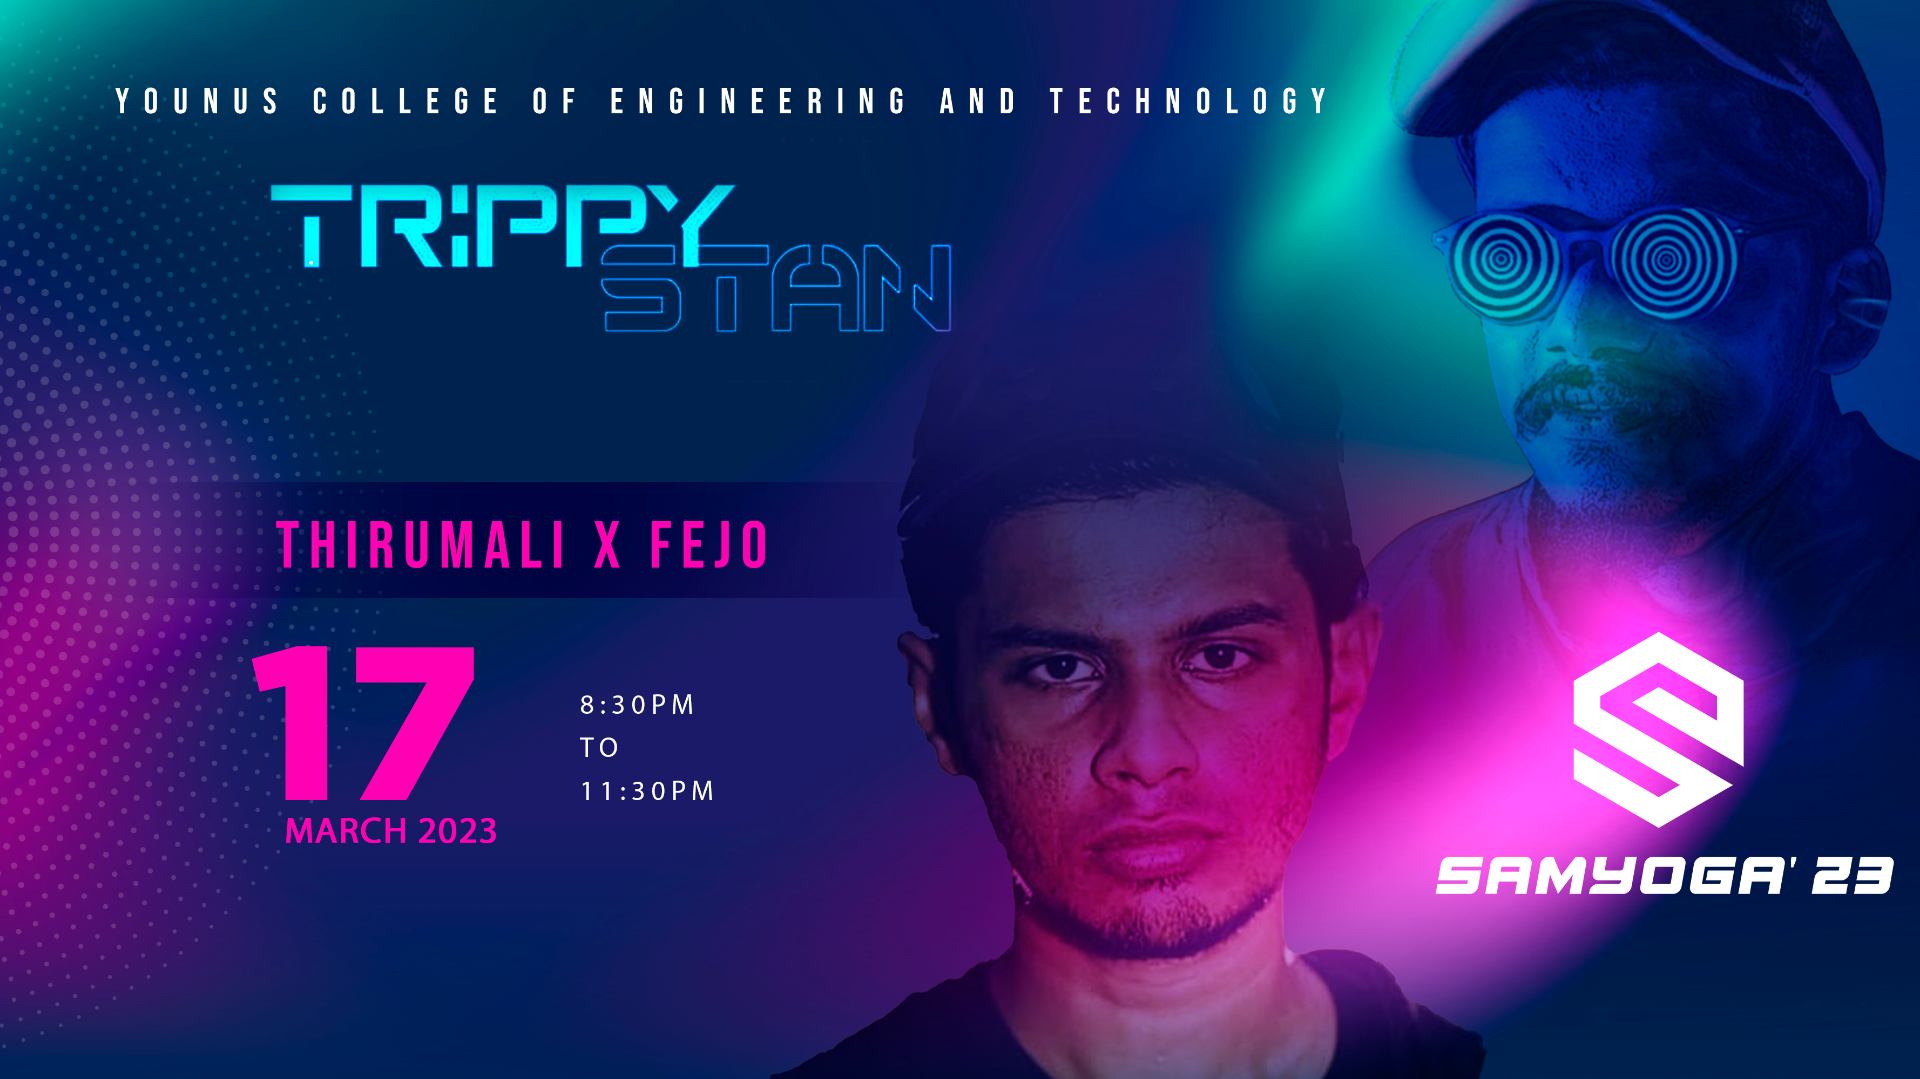 YOUNUS COLLEGE OF ENGINEERING AND TECHNOLOGY
TRIPPY
STAN
THIRUMALI X FEJO
17
MARCH 2023
8:30PM
TO
11:30PM
SAMYOGA' 23